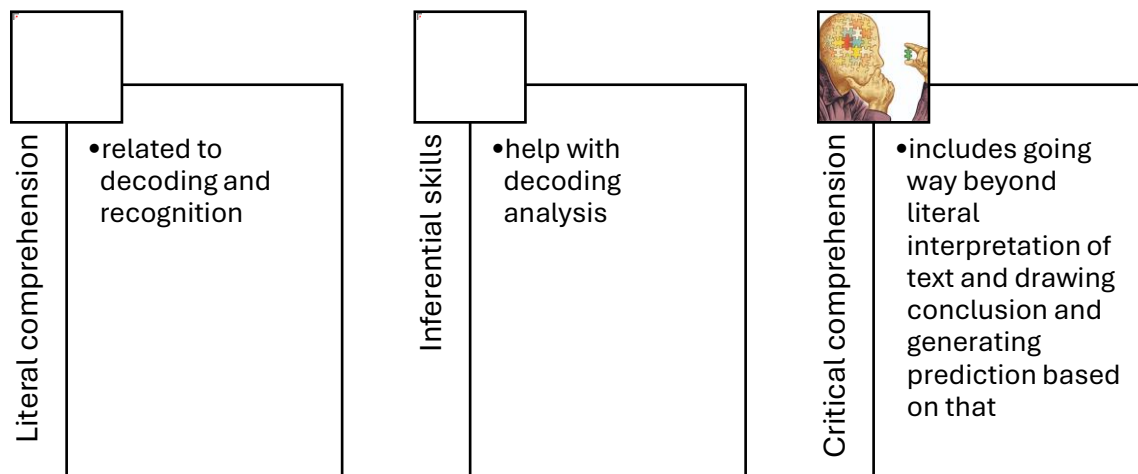 Literal comprehension
•related to
decoding and
recognition
Inferential skills
•help with
decoding
analysis
Critical comprehension
•includes going
way beyond
literal
interpretation of
text and drawing
conclusion and
generating
prediction based
on that